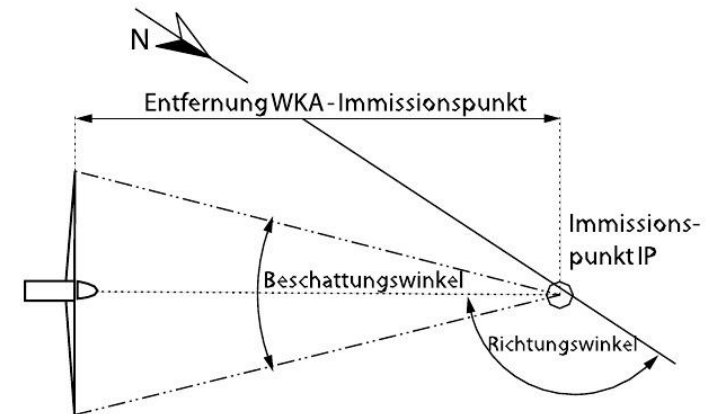 N
Entfernung WKA-Immissionspunkt
Immissions-
punkt IP
Beschattungswinkel
Richtungswinkel